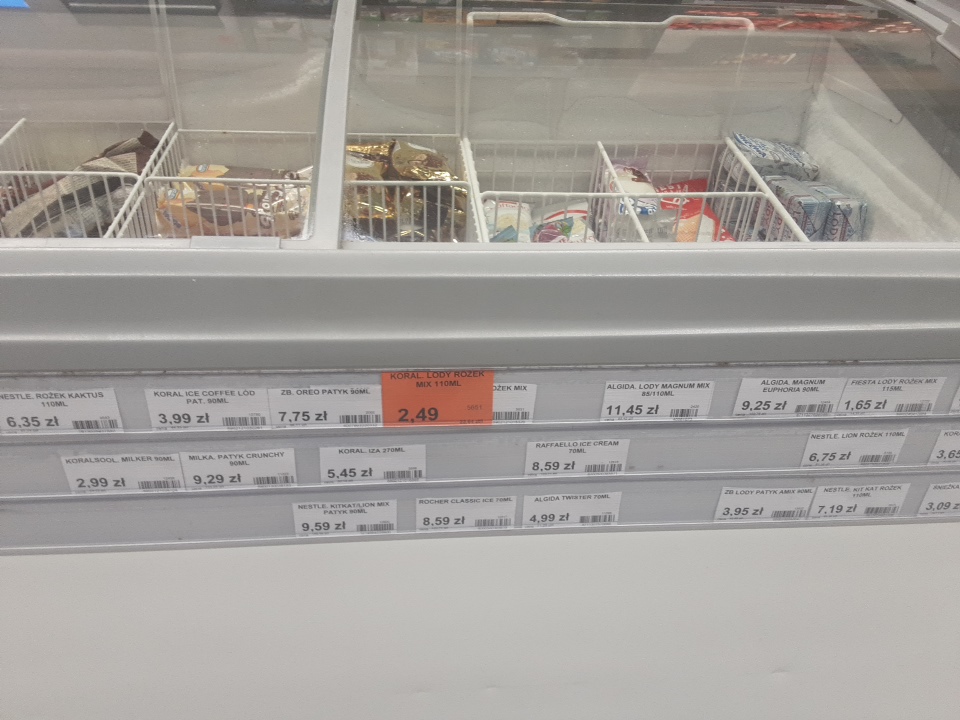 NESTLE, ROŻEK KAKTUS
110ML
6,35 zł
KORAL ICE COFFEE LOD
PAT. 90ML
3,99 zł
ZB. OREO PATYK 90ML
7,75 zł
KORAL. LODY ROŻEK
MIX 110ML
2,49
ROŻEK MIX
ALGIDA. LODY MAGNUM MIX
85/110ML
11,45 zł
ALGIDA. MAGNUM
EUPHORIA 90ML
9,25 zł
FIESTA LODY ROŻEK MIX
115ML
1,65 zł
KORALSOOL. MILKER 90ML
2,99 zł
MILKA. PATYK CRUNCHY
90ML
9,29 zł
KORAL. IZA 270ML
5,45 zł
RAFFAELLO ICE CREAM
70ML
8,59 zł
NESTLE. LION ROŻEK 110ML
6,75 zł
KORA
3,65
NESTLE. KITKAT/LION MIX
PATYK 90ML
9,59 zł
ROCHER CLASSIC ICE 70ML
8,59 zł
ALGIDA TWISTER 70ML
4,99 zł
ZB LODY PATYK AMIX 90ML
3,95 zł
NESTLE. KIT KAT ROŻEK
110ML
7,19 zł
ŚNIEŻKA
3,09 z